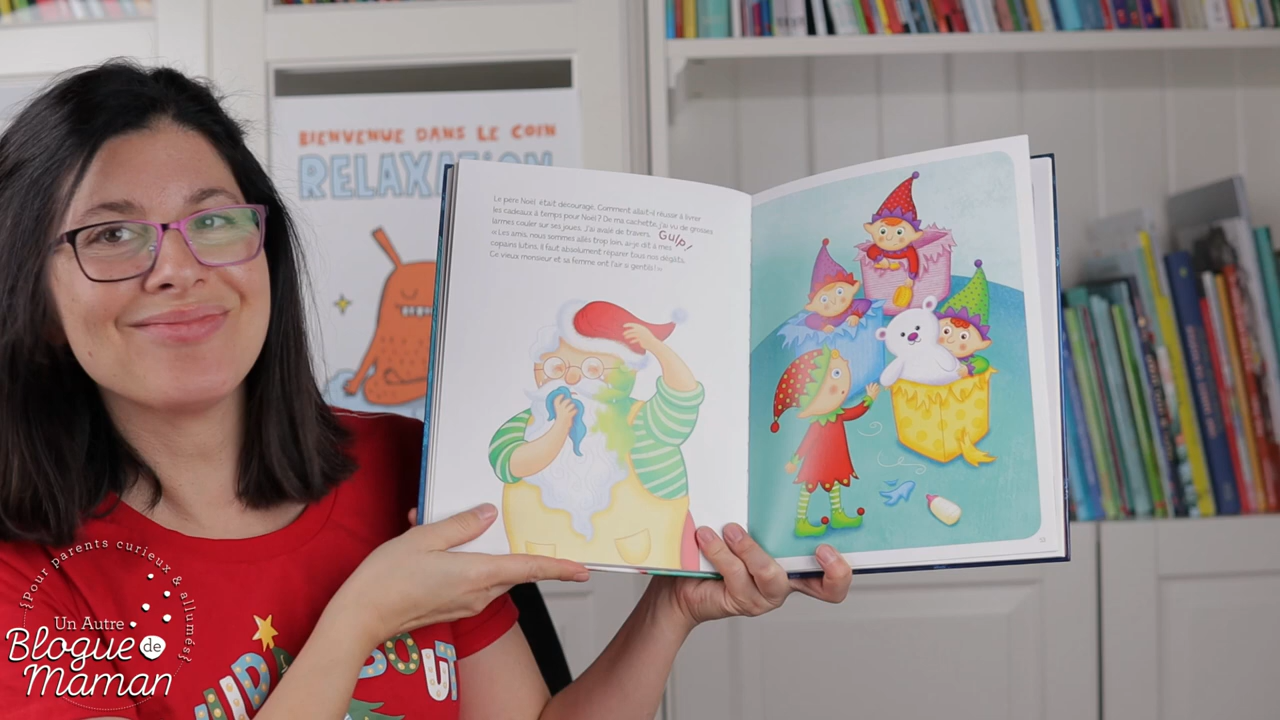 BIENVENUE DANS LE COIN
RELAXATION
Le père Noël était découragé. Comment allait-il réussir à livrer
les cadeaux à temps pour Noël? De ma cachette, j'ai vu de grosses
larmes couler sur ses joues. J'ai avalé de travers. Gulp!
« Les amis, nous sommes allés trop loin, ai-je dit à mes
copains lutins. Il faut absolument réparer tous nos dégâts.
Ce vieux monsieur et sa femme ont l'air si gentils! »
{Pour parents curieux & allumés}
Un Autre
Blogue de
Maman